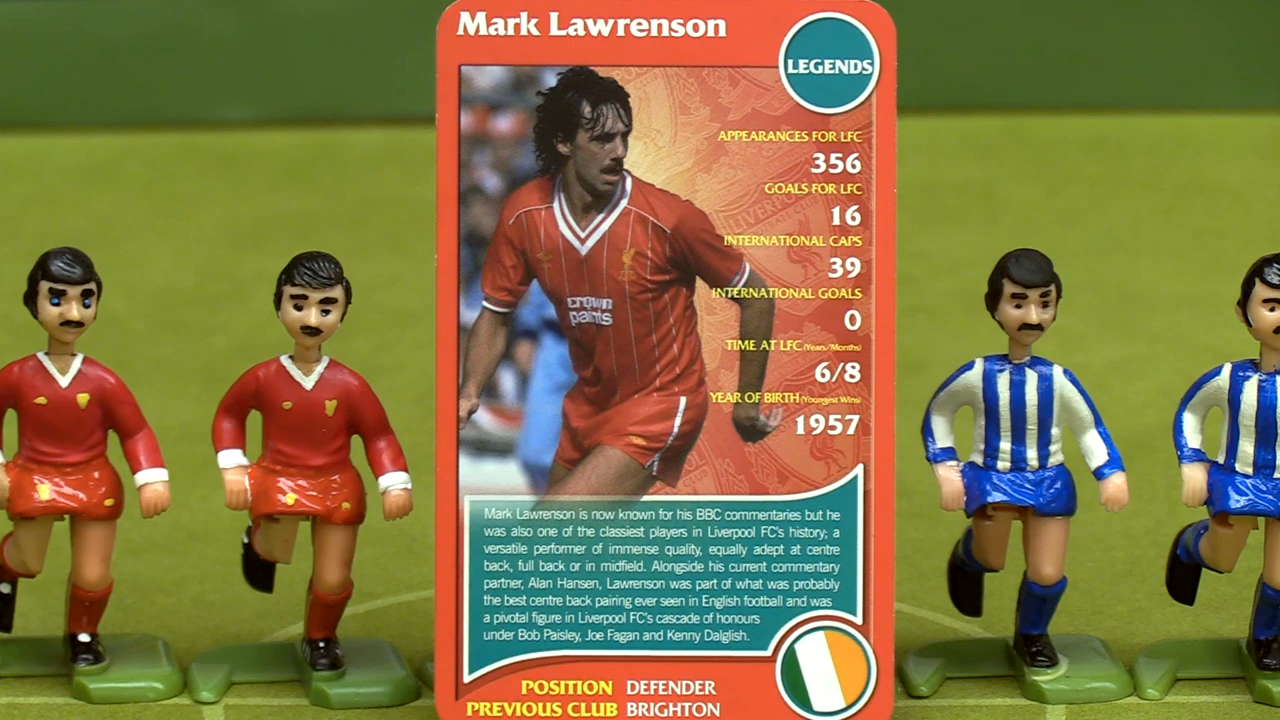 Mark Lawrenson
LEGENDS
APPEARANCES FOR LFC
356
GOALS FOR LFC
16
INTERNATIONAL CAPS
39
INTERNATIONAL GOALS
0
TIME AT LFC (Years/Months)
6/8
YEAR OF BIRTH (Youngest Wins)
1957
crown
paints
Mark Lawrenson is now known for his BBC commentaries but he
was also one of the classiest players in Liverpool FC's history; a
versatile performer of immense quality, equally adept at centre
back, full back or in midfield. Alongside his current commentary
partner, Alan Hansen, Lawrenson was part of what was probably
the best centre back pairing ever seen in English football and was
a pivotal figure in Liverpool FC's cascade of honours
under Bob Paisley, Joe Fagan and Kenny Dalglish.
POSITION DEFENDER
PREVIOUS CLUB BRIGHTON